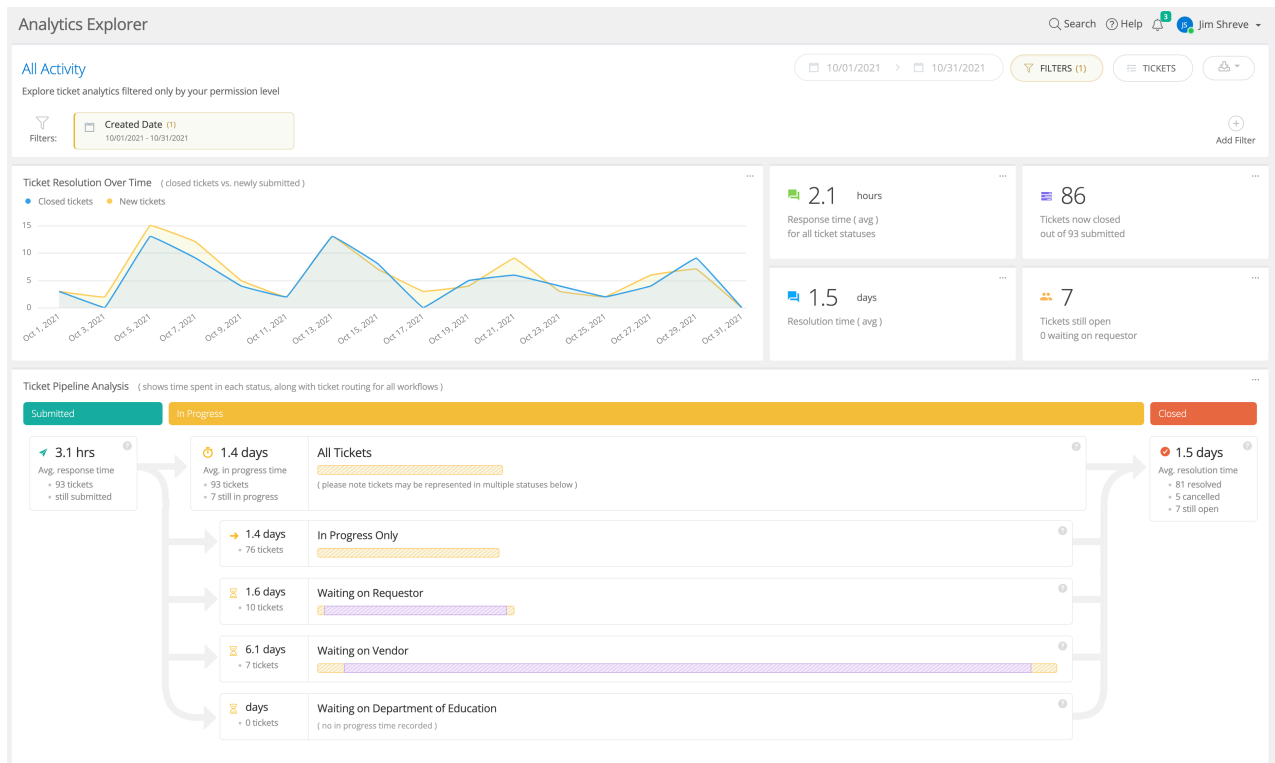 Analytics Explorer
Search
Help
3
JS
Jim Shreve
All Activity
10/01/2021 > 10/31/2021
FILTERS (1)
TICKETS
Explore ticket analytics filtered only by your permission level
Filters:
Created Date (1)
10/01/2021 - 10/31/2021
Add Filter
Ticket Resolution Over Time ( closed tickets vs. newly submitted )
Closed tickets
New tickets
15
10
5
0
Oct 1, 2021
Oct 3, 2021
Oct 5, 2021
Oct 7, 2021
Oct 9, 2021
Oct 11, 2021
Oct 13, 2021
Oct 15, 2021
Oct 17, 2021
Oct 19, 2021
Oct 21, 2021
Oct 23, 2021
Oct 25, 2021
Oct 27, 2021
Oct 29, 2021
Oct 31, 2021
2.1 hours
Response time ( avg )
for all ticket statuses
86
Tickets now closed
out of 93 submitted
1.5 days
Resolution time ( avg )
7
Tickets still open
0 waiting on requestor
Ticket Pipeline Analysis ( shows time spent in each status, along with ticket routing for all workflows )
Submitted
In Progress
Closed
3.1 hrs
Avg. response time
93 tickets
still submitted
1.4 days
Avg. in progress time
93 tickets
7 still in progress
All Tickets
( please note tickets may be represented in multiple statuses below )
1.5 days
Avg. resolution time
81 resolved
5 cancelled
7 still open
1.4 days
76 tickets
In Progress Only
1.6 days
10 tickets
Waiting on Requestor
6.1 days
7 tickets
Waiting on Vendor
days
0 tickets
Waiting on Department of Education
( no in progress time recorded )